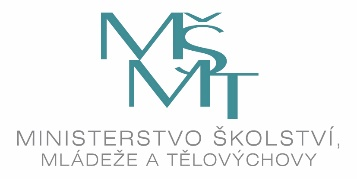 MŠ
MT
MINISTERSTVO ŠKOLSTVÍ,
MLÁDEŽE A TĚLOVÝCHOVY